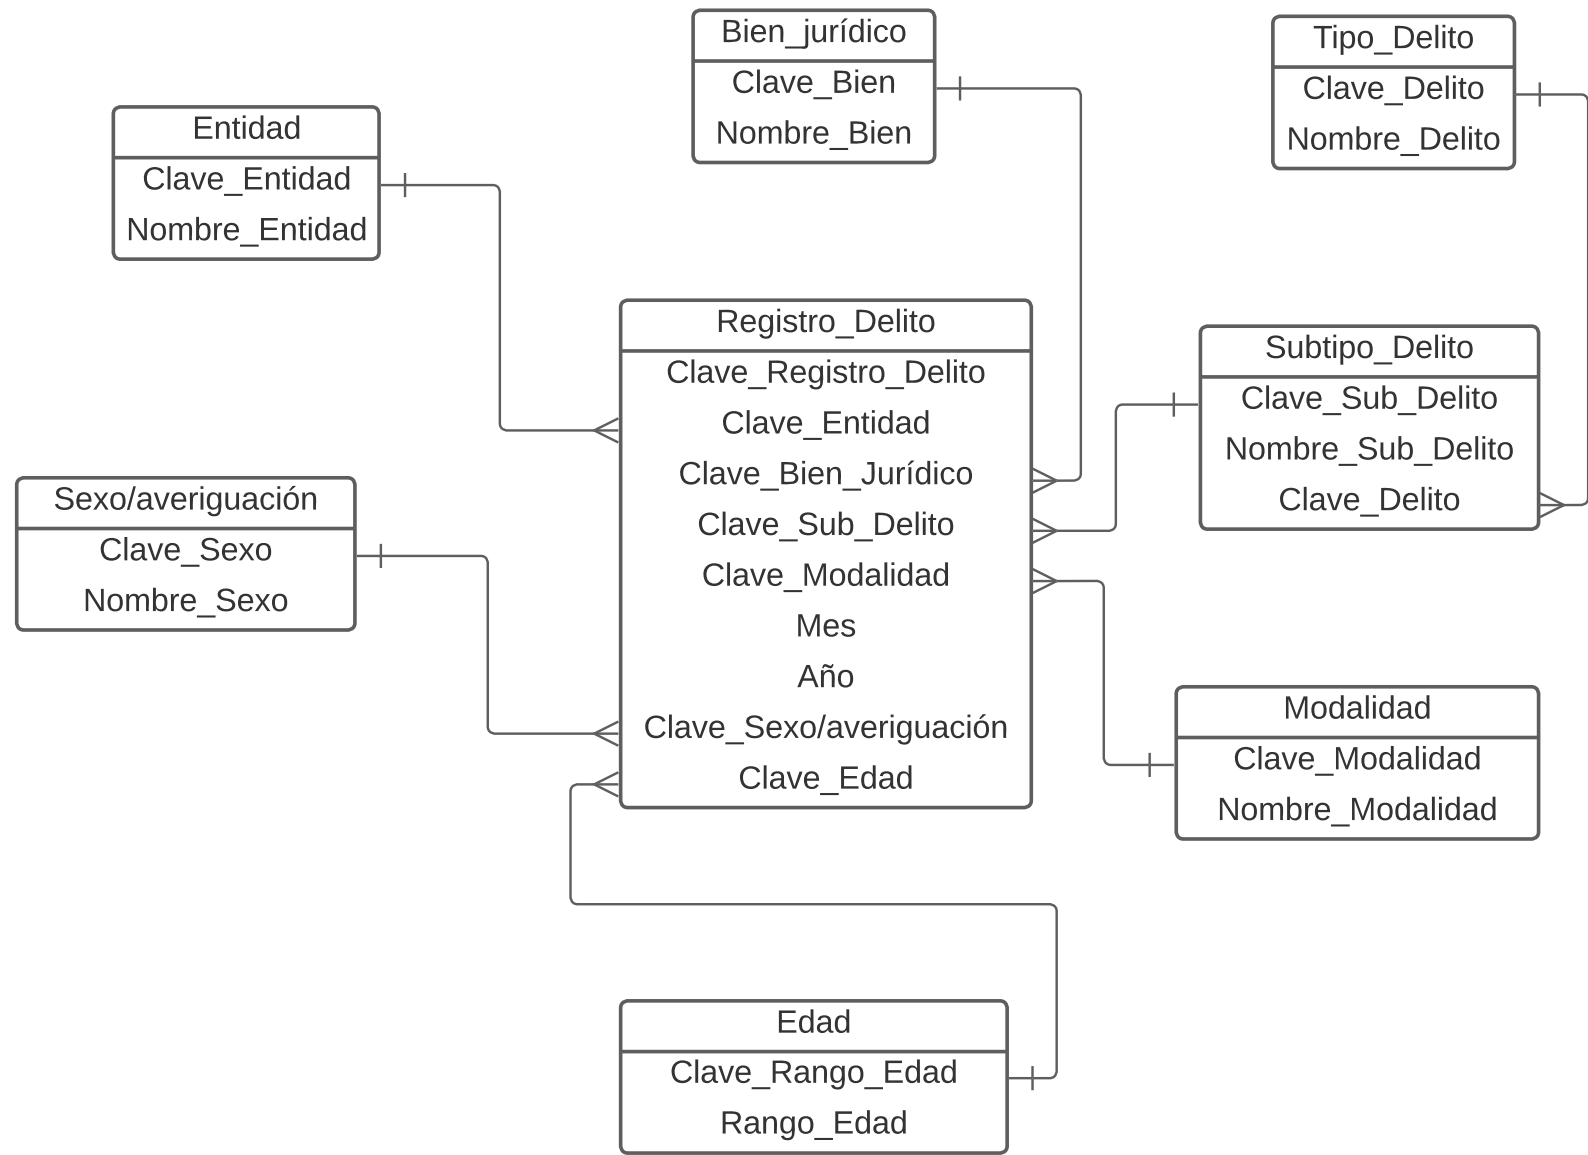 Bien_jurídico
Clave_Bien
Nombre_Bien
Tipo_Delito
Clave_Delito
Nombre_Delito
Entidad
Clave_Entidad
Nombre_Entidad
Registro_Delito
Clave_Registro_Delito
Clave_Entidad
Clave_Bien_Jurídico
Clave_Sub_Delito
Clave_Modalidad
Mes
Año
Clave_Sexo/averiguación
Clave_Edad
Subtipo_Delito
Clave_Sub_Delito
Nombre_Sub_Delito
Clave_Delito
Sexo/averiguación
Clave_Sexo
Nombre_Sexo
Modalidad
Clave_Modalidad
Nombre_Modalidad
Edad
Clave_Rango_Edad
Rango_Edad